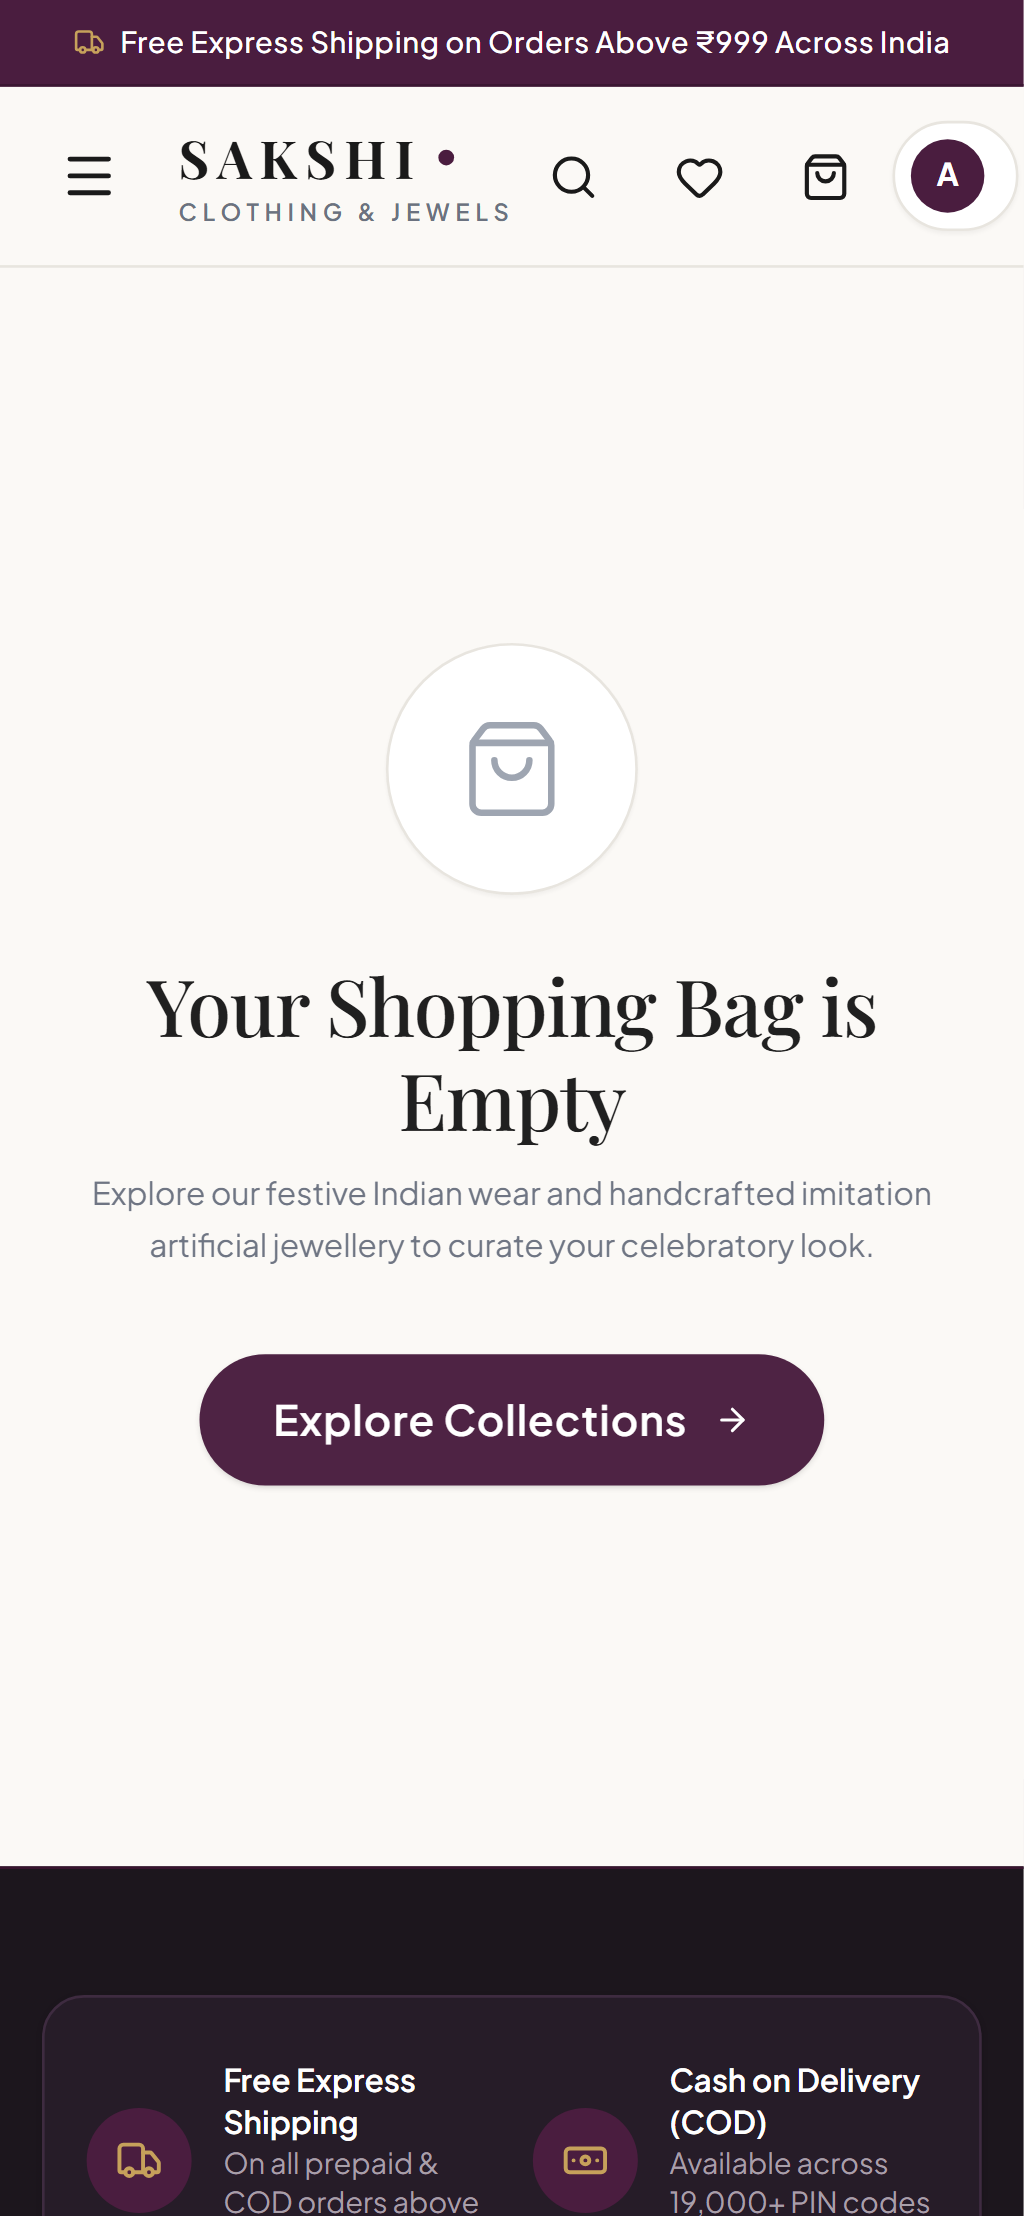 Free Express Shipping on Orders Above ₹999 Across India
SAKSHI
CLOTHING & JEWELS
A
Your Shopping Bag is
Empty
Explore our festive Indian wear and handcrafted imitation
artificial jewellery to curate your celebratory look.
Explore Collections
Free Express
Shipping
On all prepaid &
COD orders above
Cash on Delivery
(COD)
Available across
19,000+ PIN codes